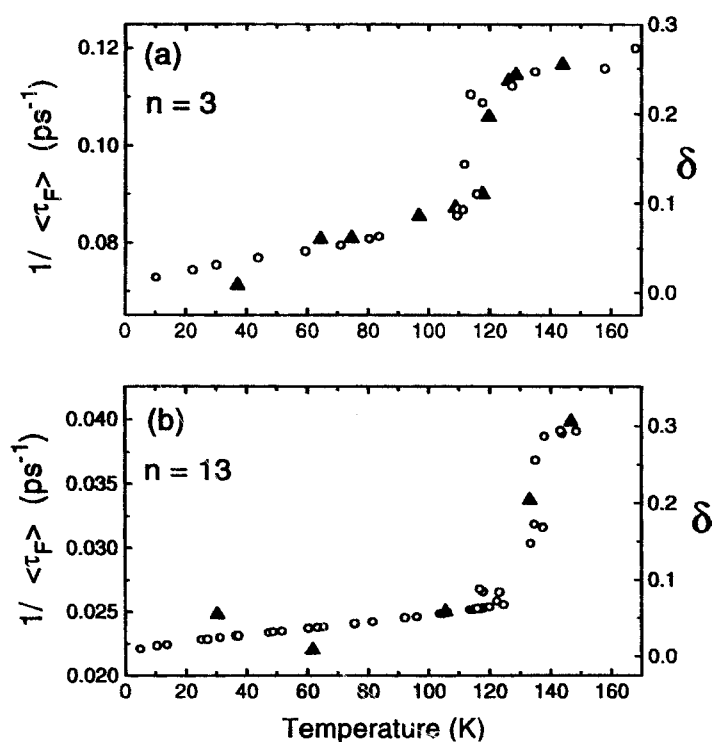 (a)
n = 3
1/ <τF> (ps-1)
0.12
0.10
0.08
0.3
0.2
0.1
0.0
δ
0 20 40 60 80 100 120 140 160
(b)
n = 13
1/ <τF> (ps-1)
0.040
0.035
0.030
0.025
0.020
0.3
0.2
0.1
0.0
δ
0 20 40 60 80 100 120 140 160
Temperature (K)